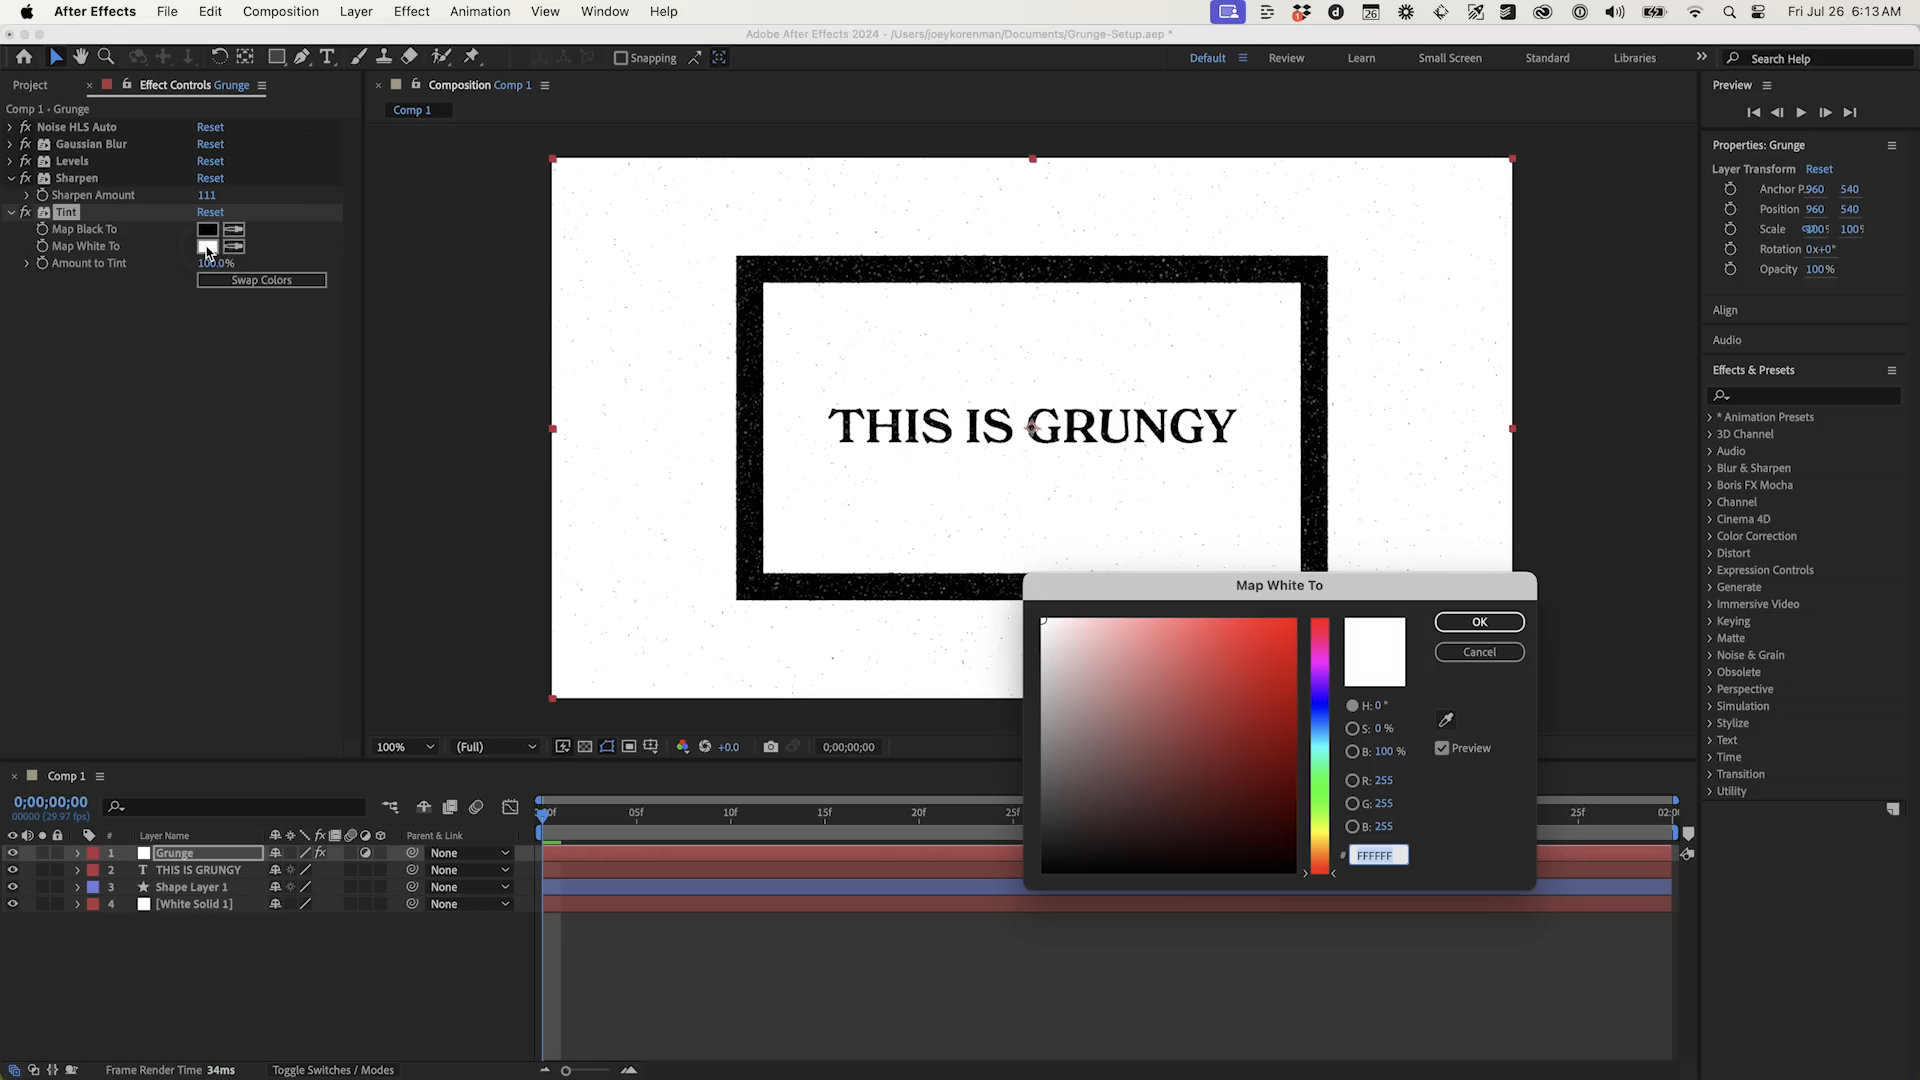 After Effects File Edit Composition Layer Effect Animation View Window Help Fri Jul 26 6:13 AM
Adobe After Effects 2024 - /Users/joeykorenman/Documents/Grunge-Setup.aep *
Snapping Default Review Learn Small Screen Standard Libraries Search Help
Project Effect Controls Grunge
Comp 1 • Grunge
fx Noise HLS Auto Reset
fx Gaussian Blur Reset
fx Levels Reset
fx Sharpen Reset
Sharpen Amount 111
fx Tint Reset
Map Black To
Map White To
Amount to Tint 100.0%
Swap Colors
Composition Comp 1
Comp 1
THIS IS GRUNGY
100% (Full) +0.0 0;00;00;00
Map White To
OK
Cancel
H: 0 °
S: 0 %
B: 100 %
Preview
R: 255
G: 255
B: 255
# FFFFFF
Preview
Properties: Grunge
Layer Transform Reset
Anchor P. 960 540
Position 960 540
Scale 100% 100%
Rotation 0x+0°
Opacity 100%
Align
Audio
Effects & Presets
* Animation Presets
3D Channel
Audio
Blur & Sharpen
Boris FX Mocha
Channel
Cinema 4D
Color Correction
Distort
Expression Controls
Generate
Immersive Video
Keying
Matte
Noise & Grain
Obsolete
Perspective
Simulation
Stylize
Text
Time
Transition
Utility
Comp 1
0;00;00;00
00000 (29.97 fps)
05f 10f 15f 20f 25f 25f 02:0
# Layer Name fx Parent & Link
1 Grunge fx None
2 T THIS IS GRUNGY None
3 Shape Layer 1 None
4 [White Solid 1] None
Frame Render Time 34ms Toggle Switches / Modes